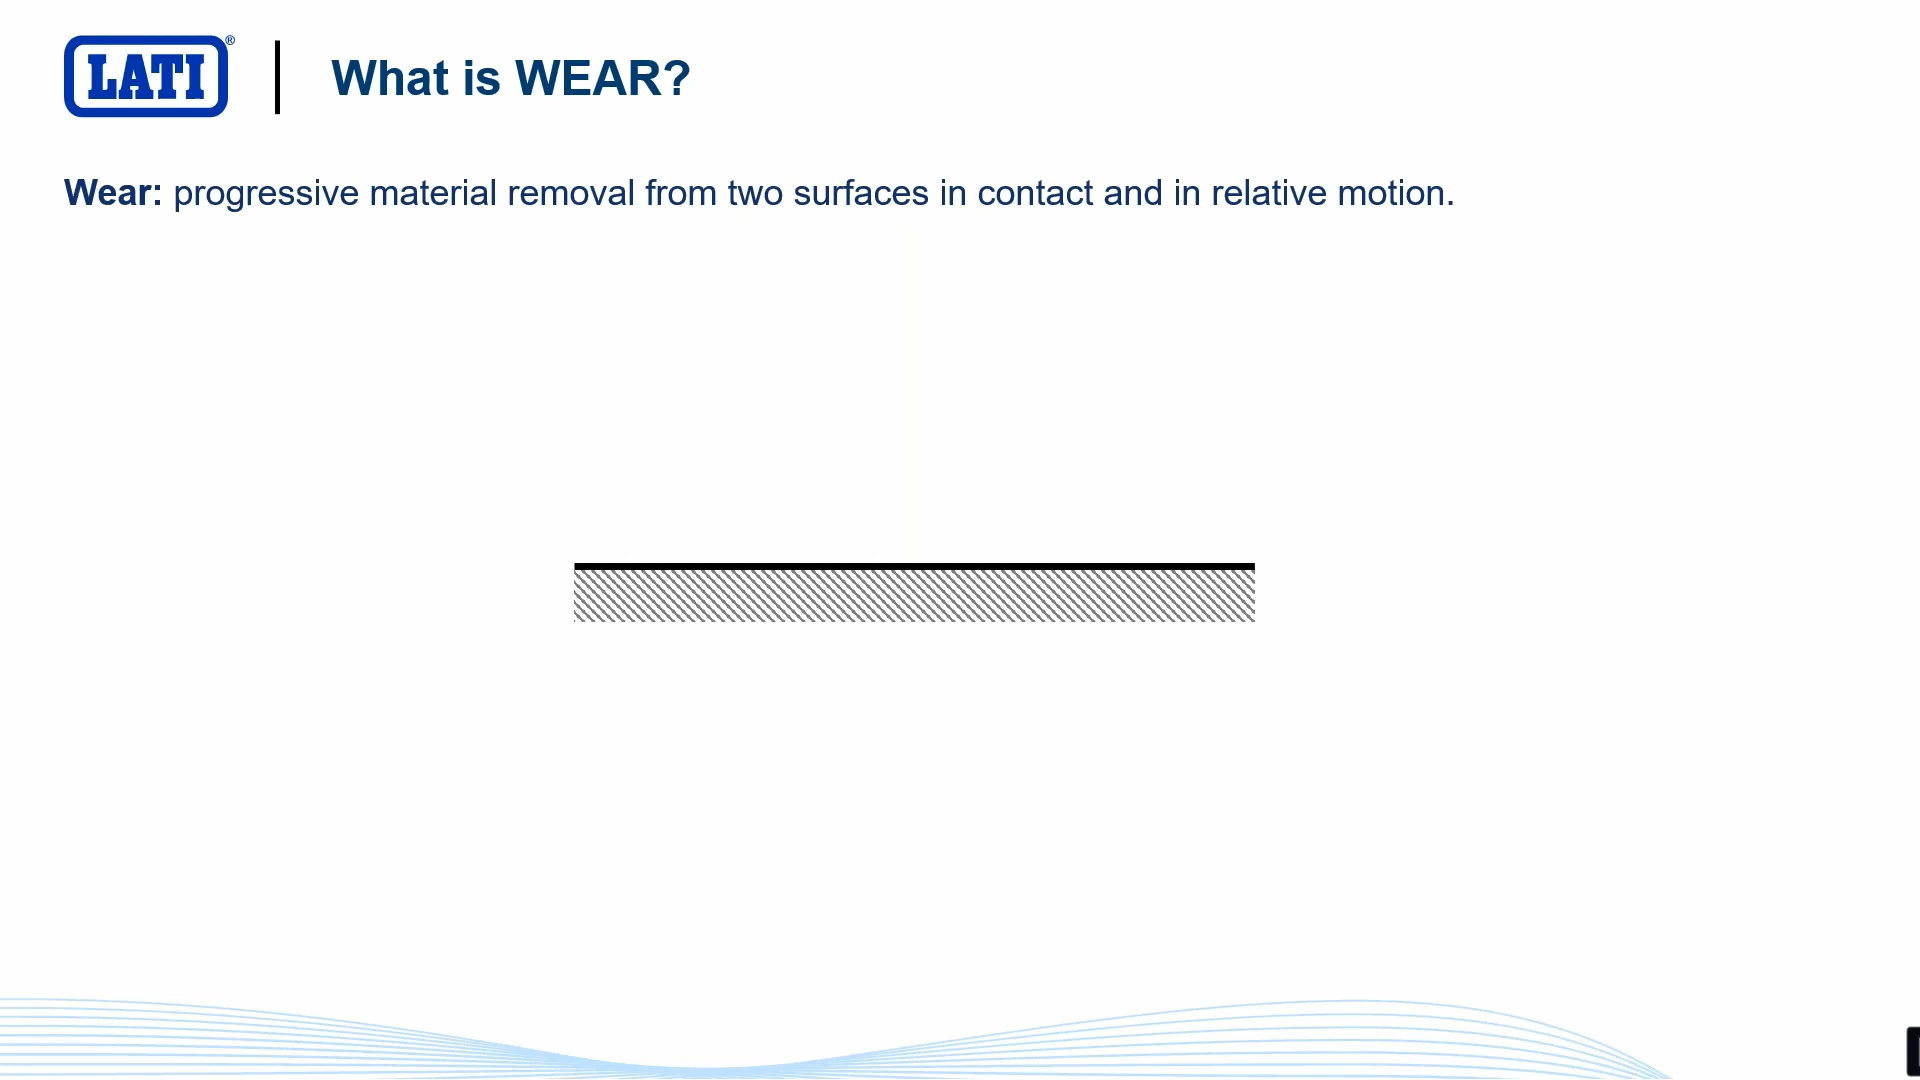 LATI®
What is WEAR?
Wear: progressive material removal from two surfaces in contact and in relative motion.